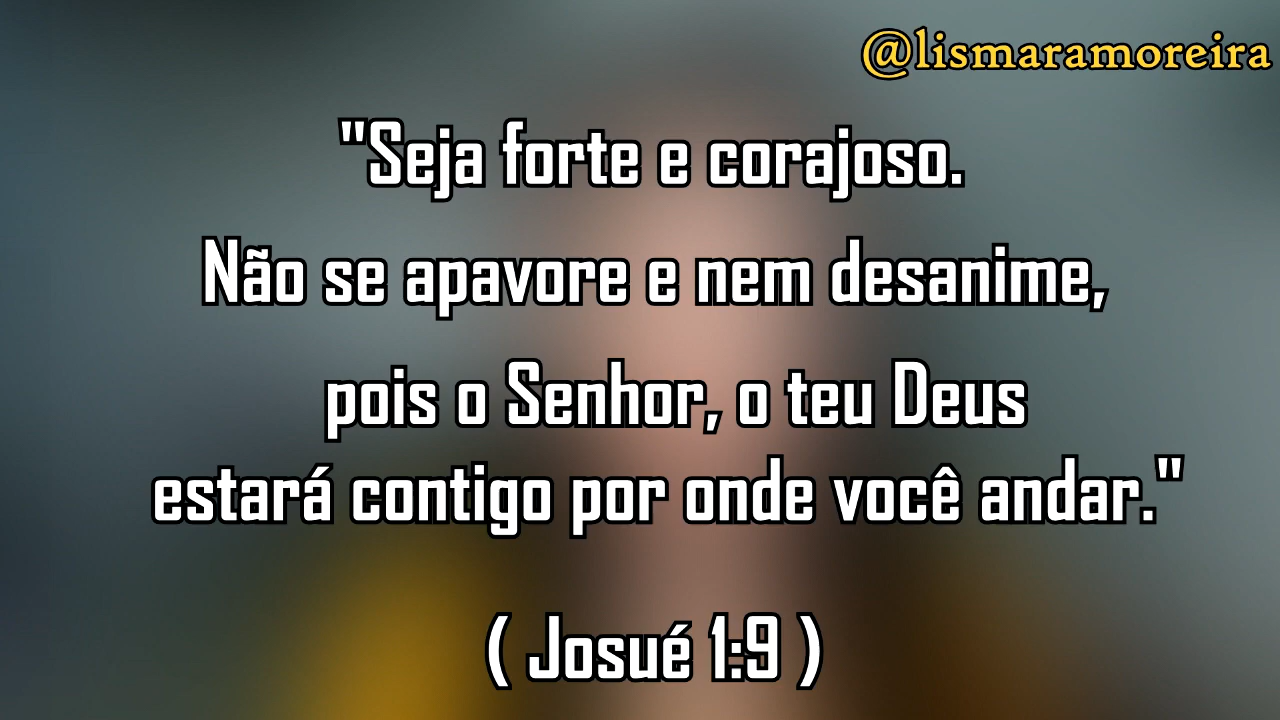 @lismaramoreira
"Seja forte e corajoso.
Não se apavore e nem desanime,
pois o Senhor, o teu Deus
estará contigo por onde você andar."
( Josué 1:9 )